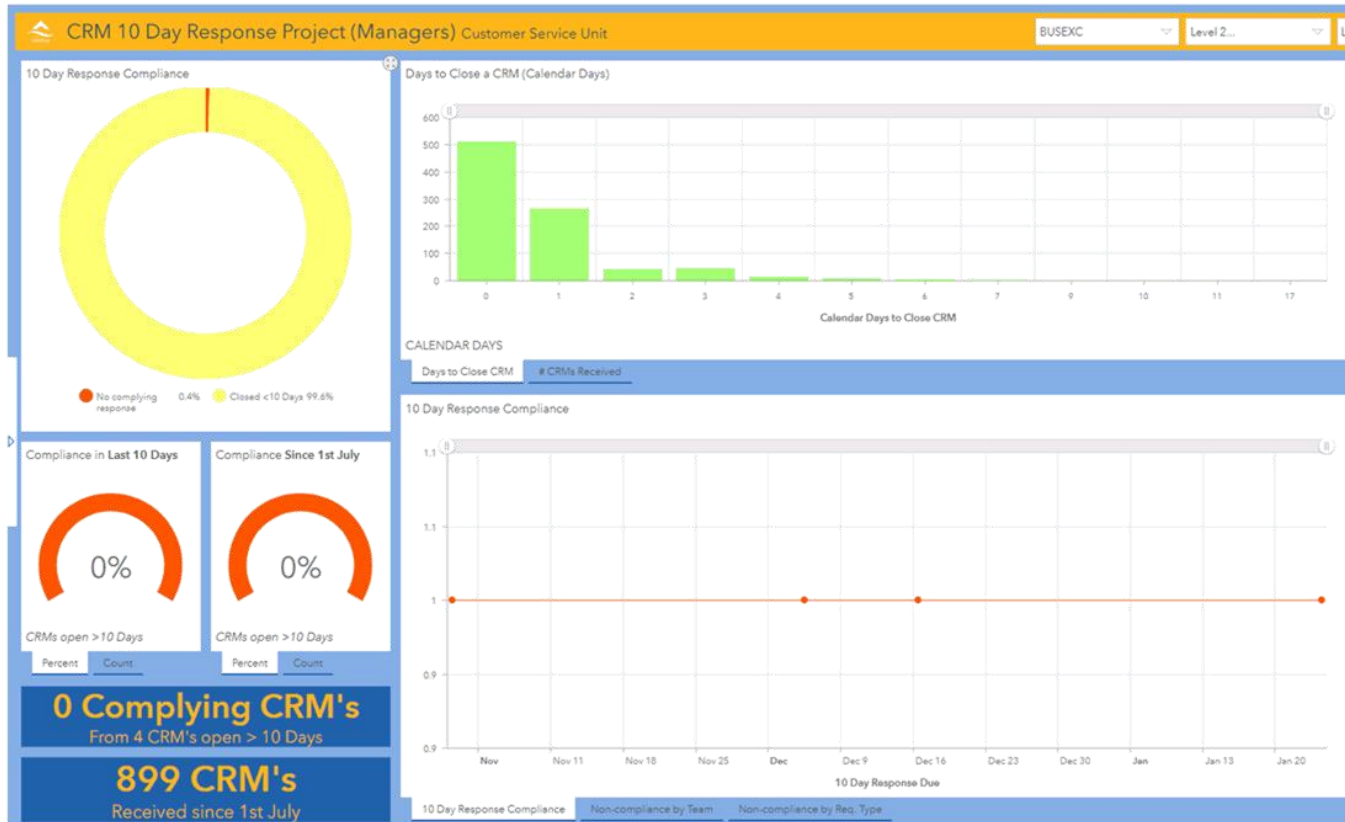 CRM 10 Day Response Project (Managers) Customer Service Unit
BUSEXC
Level 2...
10 Day Response Compliance
No complying response 0.4%
Closed <10 Days 99.6%
Days to Close a CRM (Calendar Days)
600
500
400
300
200
100
0
0 1 2 3 4 5 6 7 9 10 11 17
Calendar Days to Close CRM
CALENDAR DAYS
Days to Close CRM
# CRMs Received
Compliance in Last 10 Days
0%
CRMs open >10 Days
Percent Count
Compliance Since 1st July
0%
CRMs open >10 Days
Percent Count
0 Complying CRM's
From 4 CRM's open > 10 Days
899 CRM's
Received since 1st July
10 Day Response Compliance
1.1
1.1
1
0.9
0.9
Nov Nov 11 Nov 18 Nov 25 Dec Dec 9 Dec 16 Dec 23 Dec 30 Jan Jan 13 Jan 20
10 Day Response Due
10 Day Response Compliance
Non-compliance by Team
Non-compliance by Req. Type